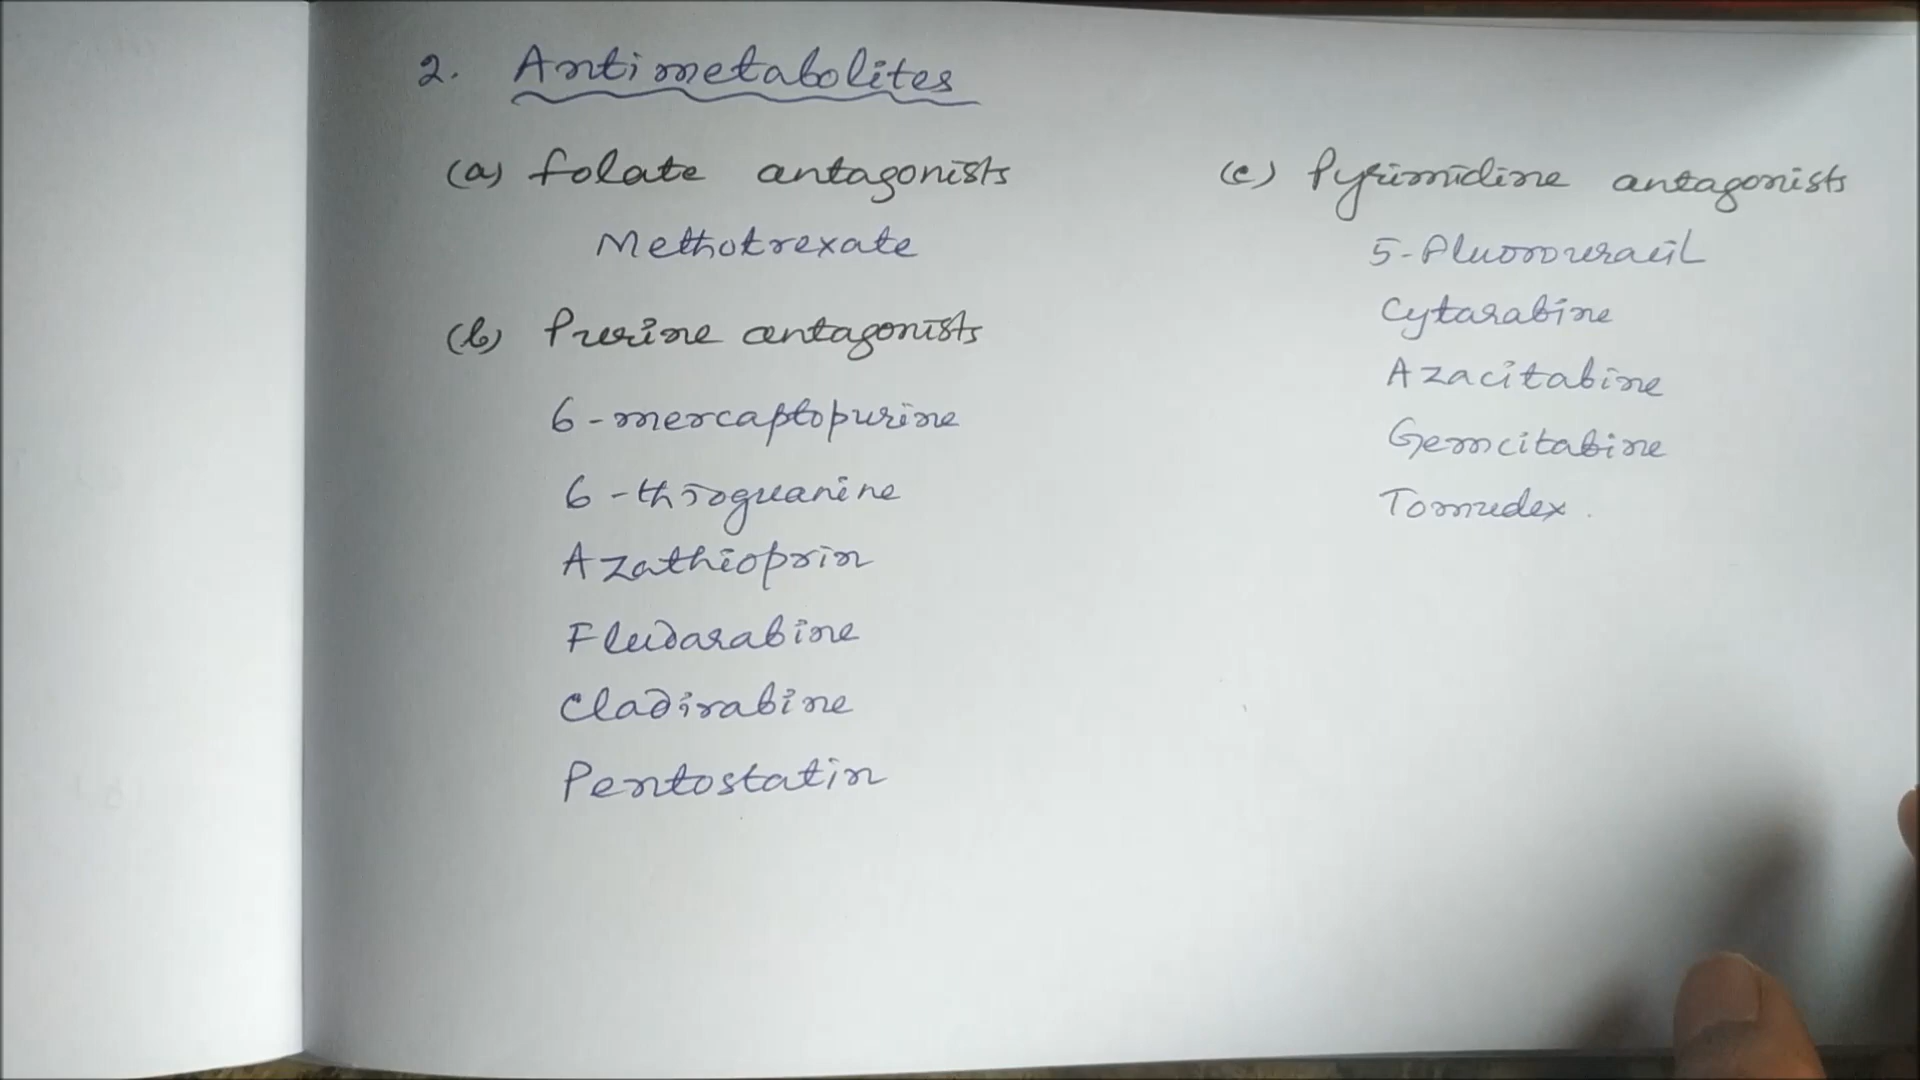 2. Antimetabolites
(a) folate antagonists
Methotrexate
(b) Purine antagonists
6-mercaptopurine
6-thioguanine
Azathioprin
Fludarabine
Cladirabine
Pentostatin
(c) Pyrimidine antagonists
5-Fluorouracil
Cytarabine
Azacitabine
Gemcitabine
Tomudex.